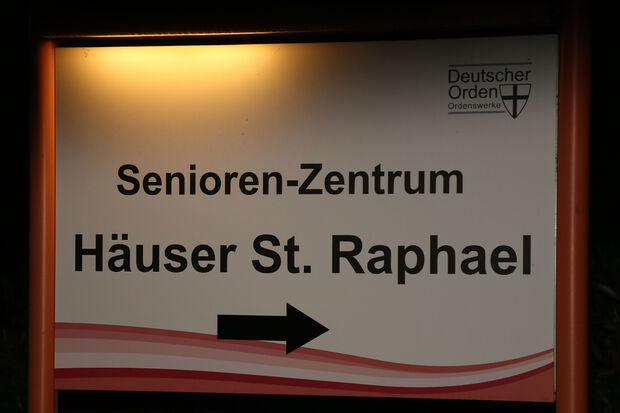 Deutscher
Orden
Ordenswerke
Senioren-Zentrum
Häuser St. Raphael